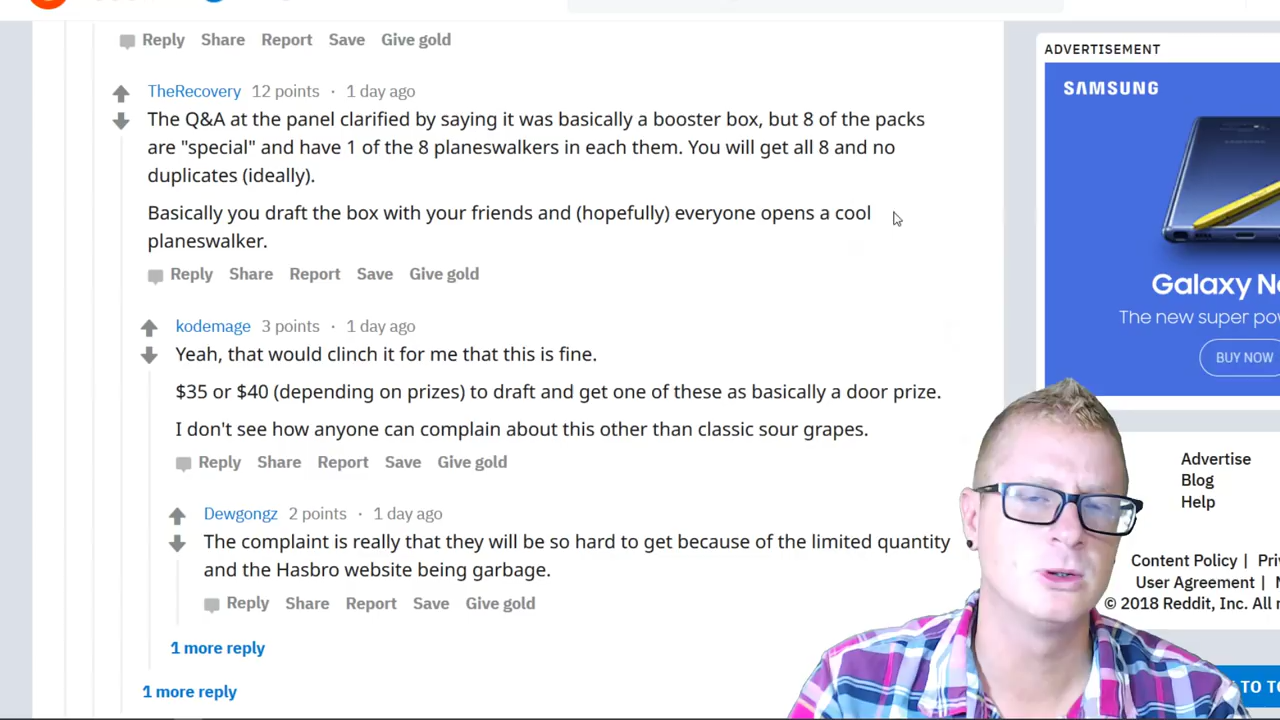 Reply Share Report Save Give gold
ADVERTISEMENT
SAMSUNG
TheRecovery 12 points · 1 day ago
The Q&A at the panel clarified by saying it was basically a booster box, but 8 of the packs
are "special" and have 1 of the 8 planeswalkers in each them. You will get all 8 and no
duplicates (ideally).
Basically you draft the box with your friends and (hopefully) everyone opens a cool
planeswalker.
Reply Share Report Save Give gold
Galaxy
The new super
BUY NOW
kodemage 3 points · 1 day ago
Yeah, that would clinch it for me that this is fine.
$35 or $40 (depending on prizes) to draft and get one of these as basically a door prize.
I don't see how anyone can complain about this other than classic sour grapes.
Reply Share Report Save Give gold
Dewgongz 2 points · 1 day ago
The complaint is really that they will be so hard to get because of the limited quantity
and the Hasbro website being garbage.
Reply Share Report Save Give gold
1 more reply
1 more reply
Advertise
Blog
Help
Content Policy |
User Agreement |
© 2018 Reddit, Inc. All